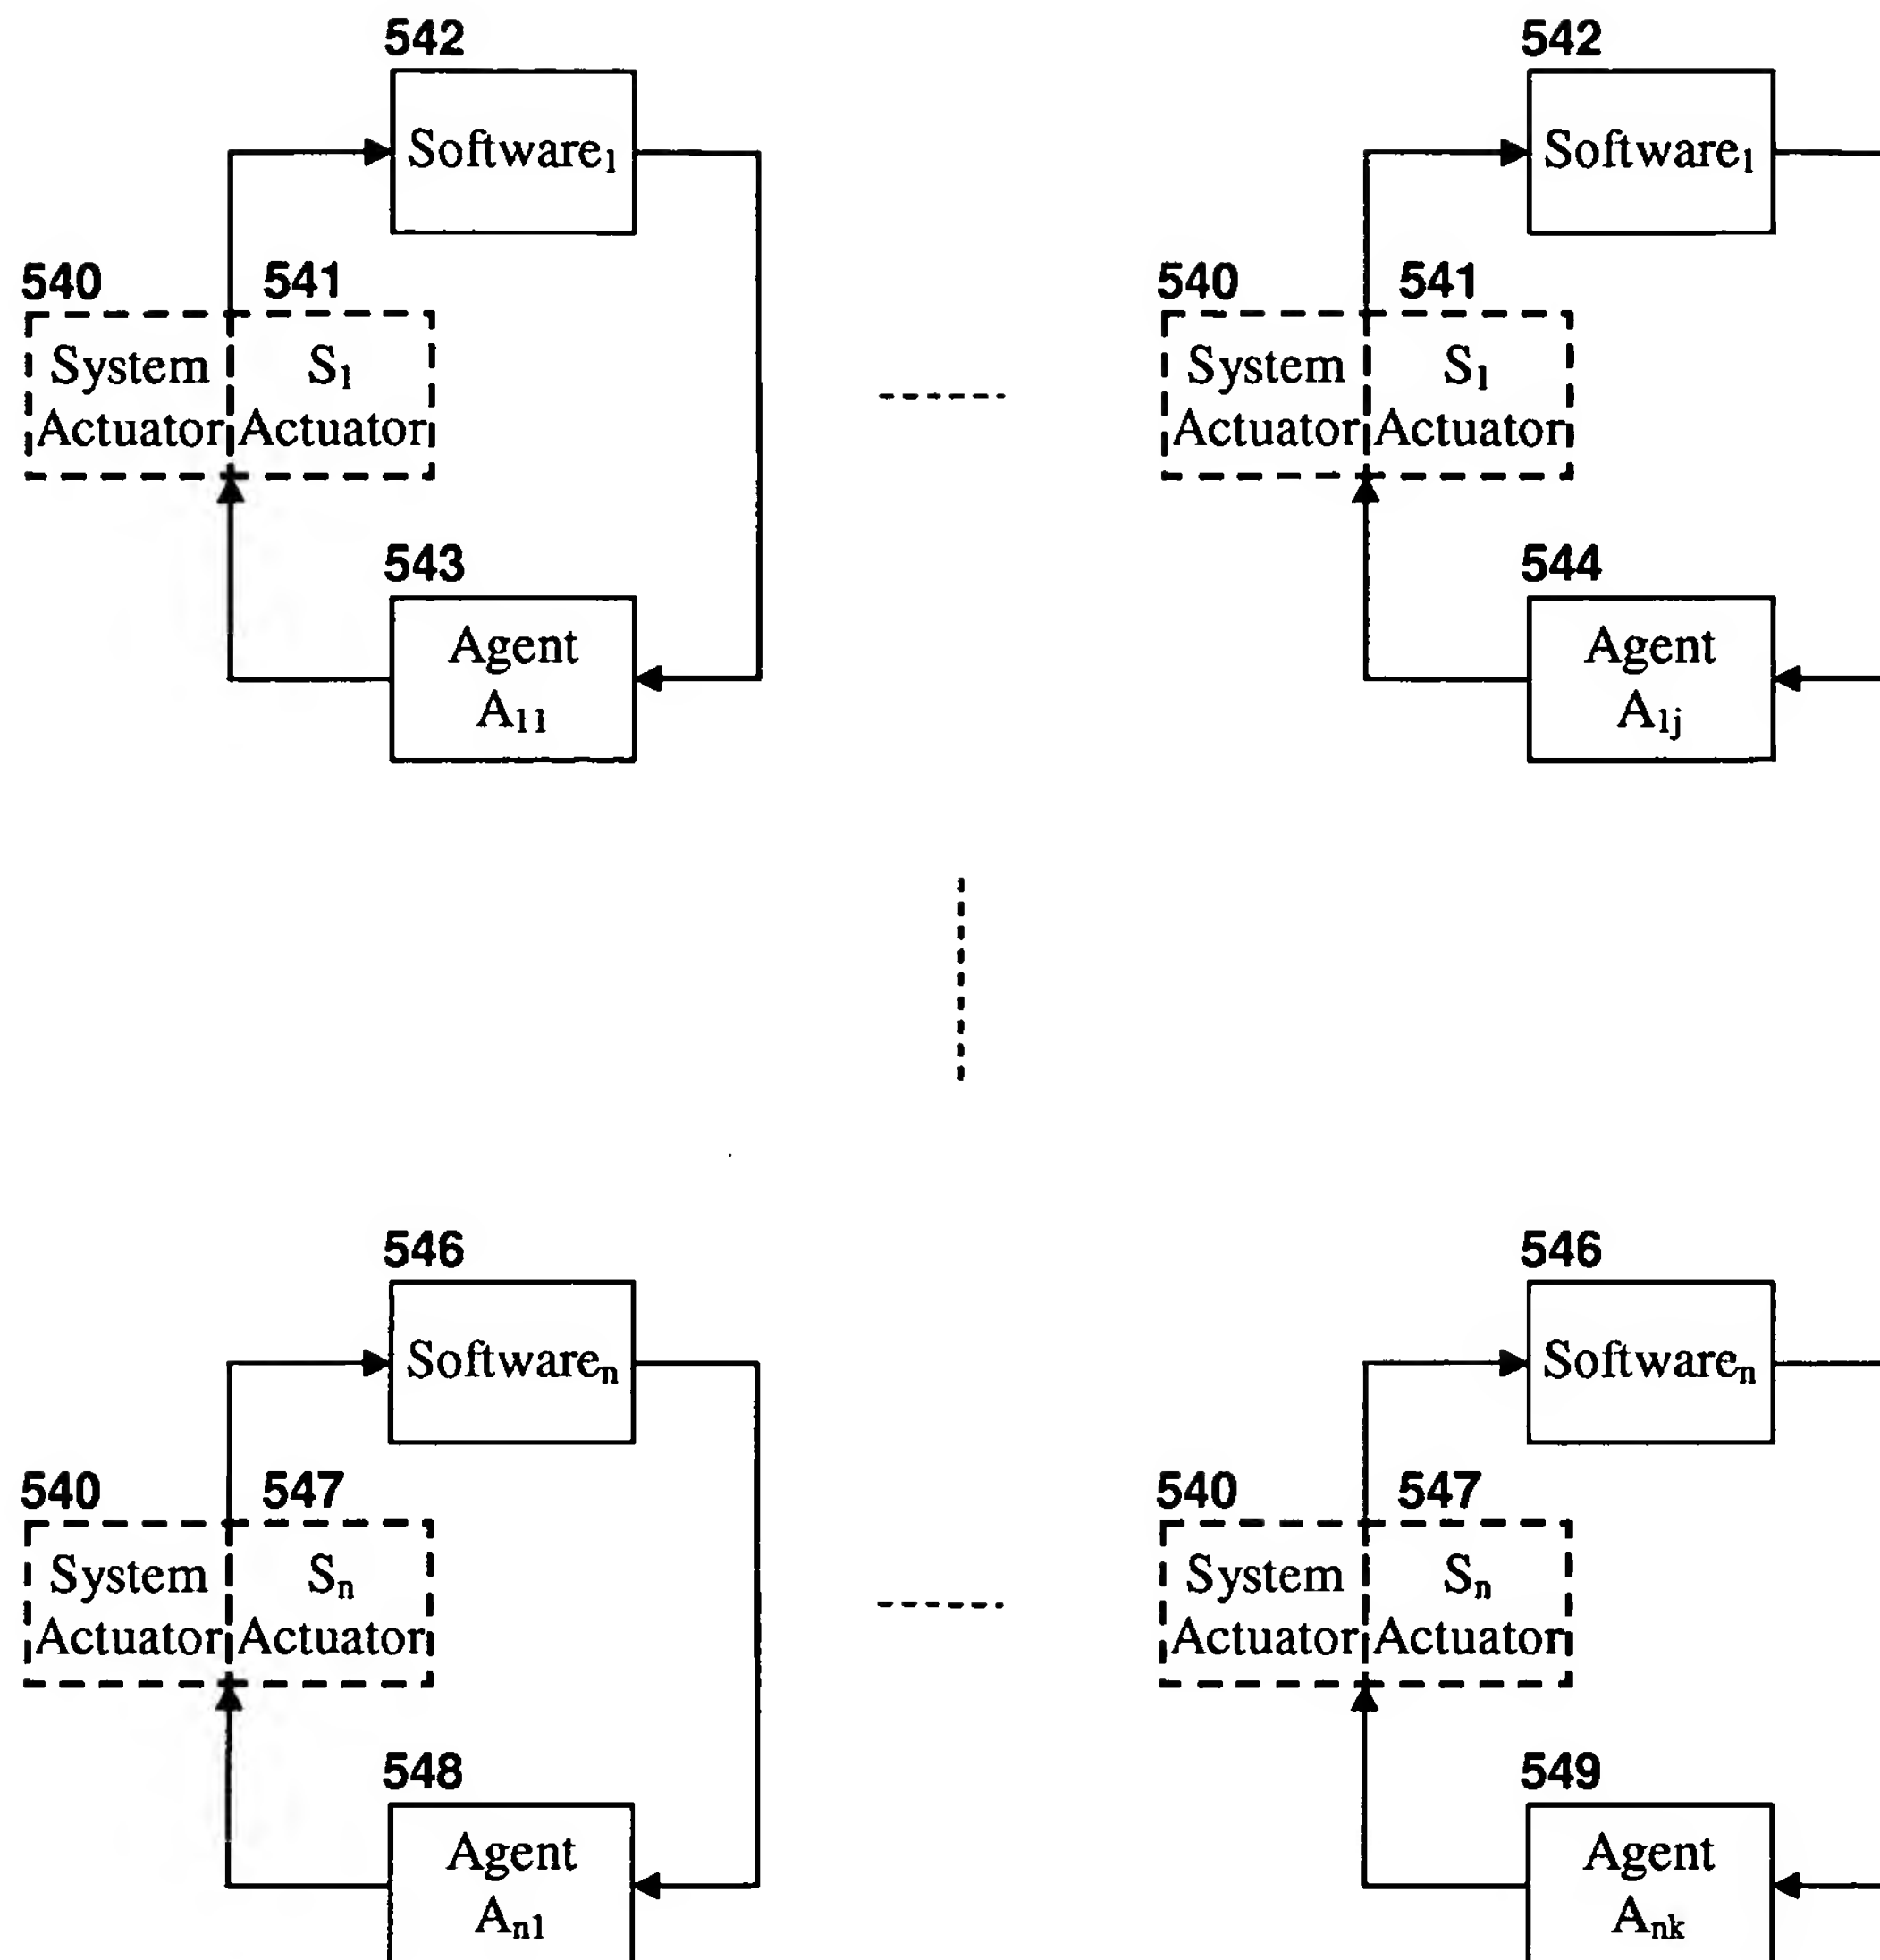 542
Software₁
540
541
System
Actuator
S₁
Actuator
543
Agent
A₁₁
542
Software₁
540
541
System
Actuator
S₁
Actuator
544
Agent
A₁ⱼ
546
Softwareₙ
540
547
System
Actuator
Sₙ
Actuator
548
Agent
Aₙ₁
546
Softwareₙ
540
547
System
Actuator
Sₙ
Actuator
549
Agent
Aₙₖ